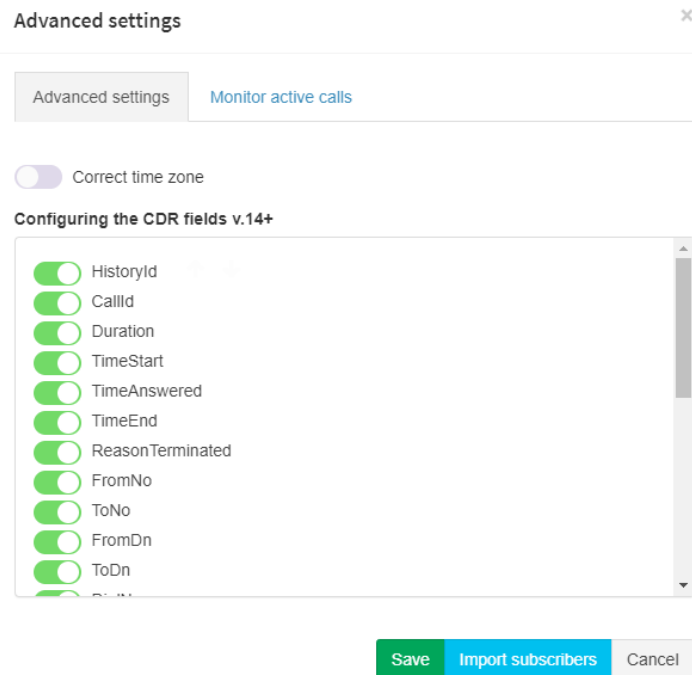 Advanced settings
Advanced settings Monitor active calls
Correct time zone
Configuring the CDR fields v.14+
HistoryId
CallId
Duration
TimeStart
TimeAnswered
TimeEnd
ReasonTerminated
FromNo
ToNo
FromDn
ToDn
Save Import subscribers Cancel